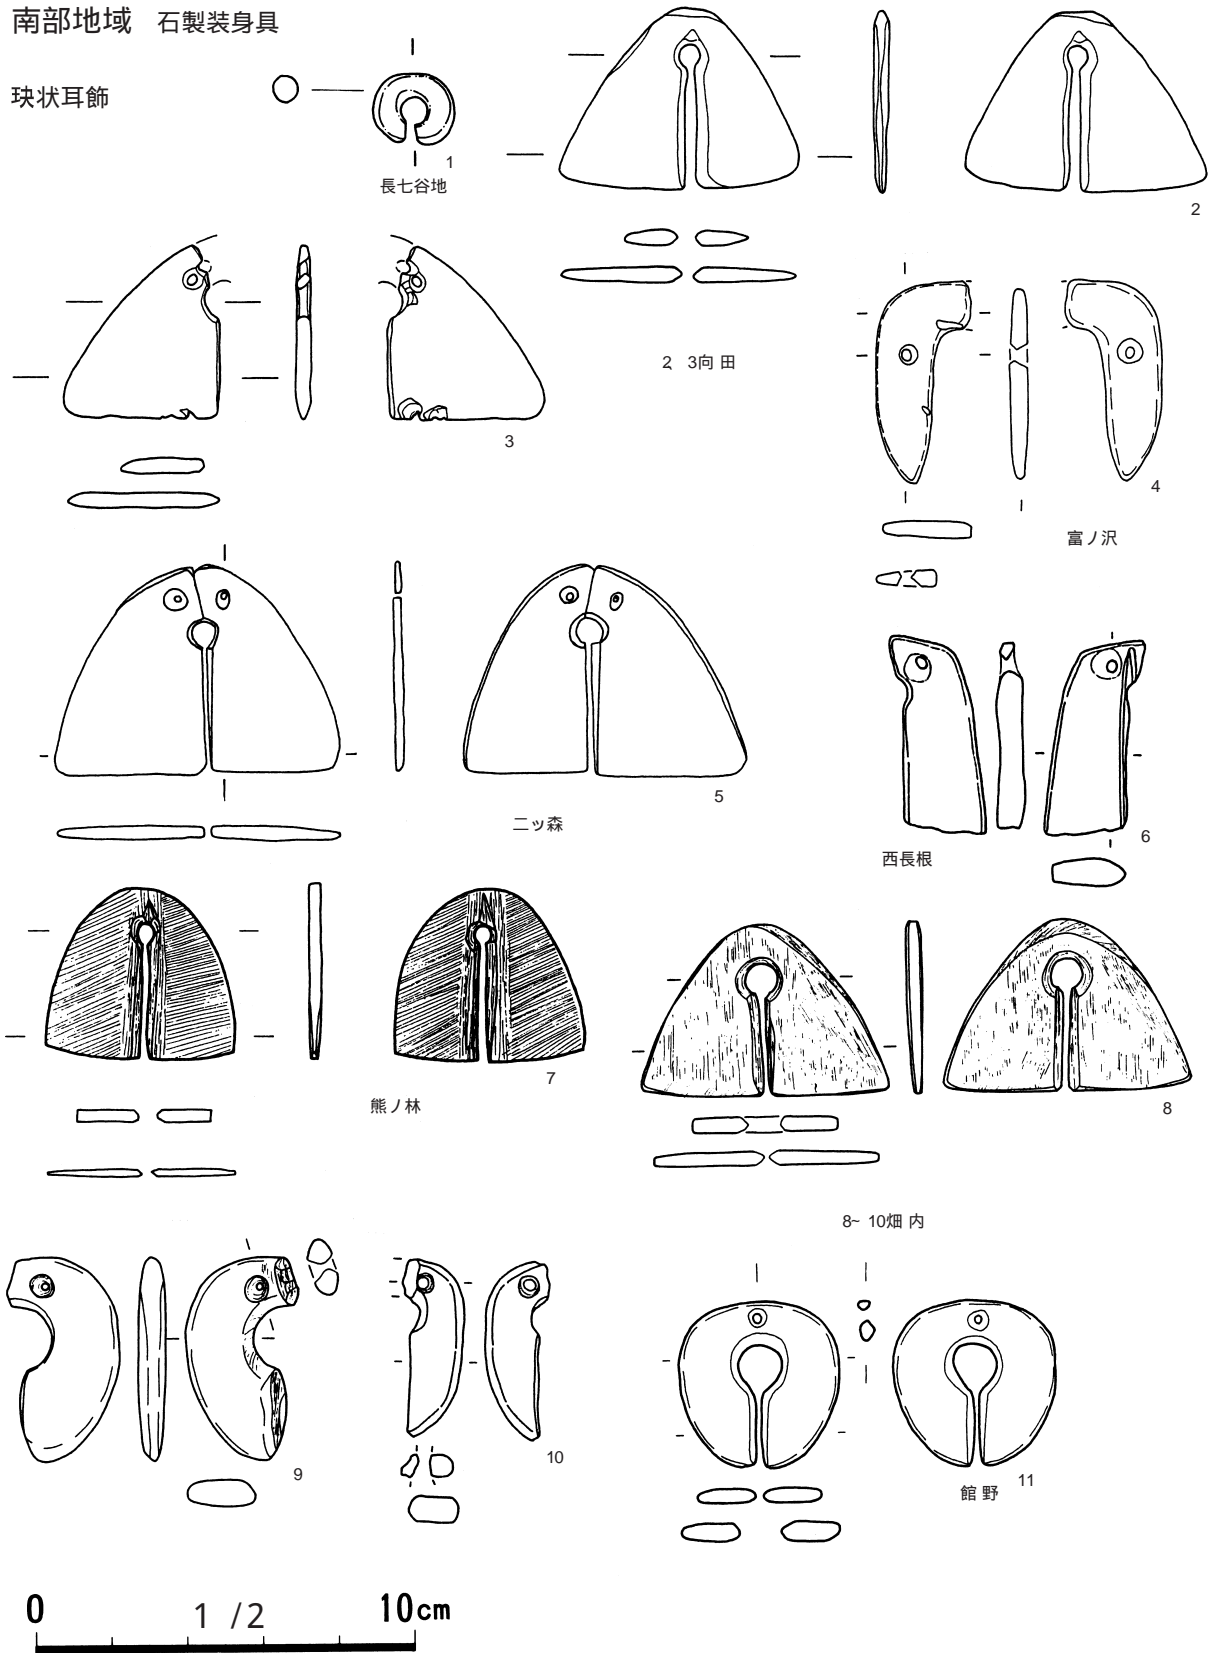 南部地域 石製装身具
玦状耳飾
1
長七谷地
2
3
2、3向 田
4
富ノ沢
5
二ッ森
6
西長根
7
熊ノ林
8
8~ 10畑 内
9
10
11
館 野
0 1 /2 10cm